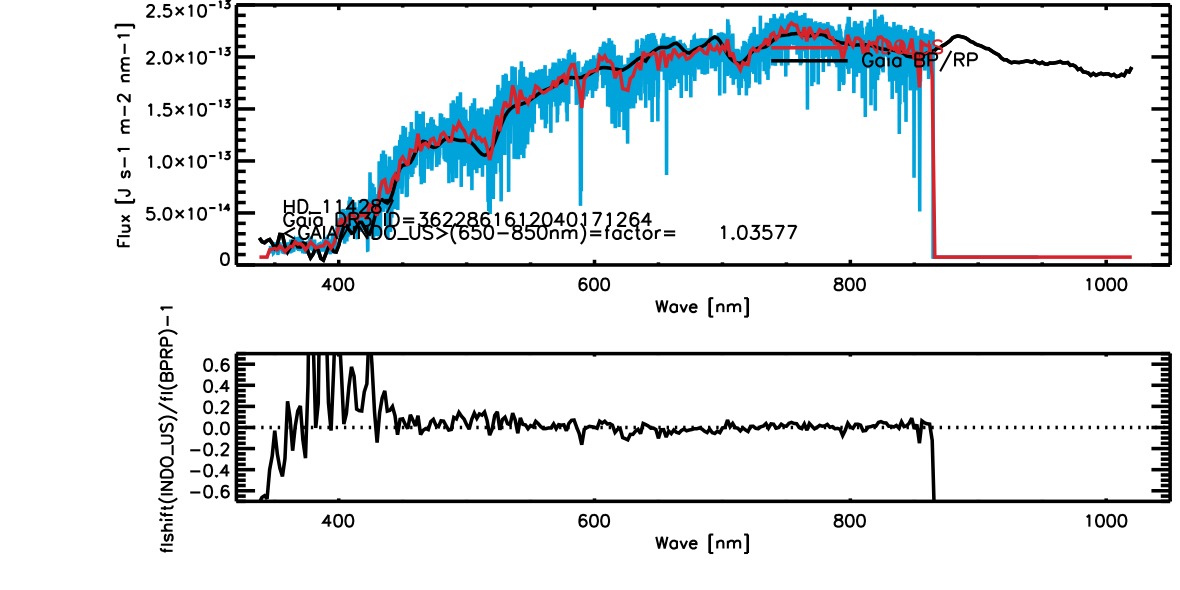 2.5×10−13
2.0×10−13
1.5×10−13
1.0×10−13
5.0×10−14
0
Flux [J s−1 m−2 nm−1]
S
Gaia BP/RP
HD_114287
Gaia DR3 ID=3622861612040171264
<GAIA/INDO_US>(650−850nm)=factor= 1.03577
400 600 800 1000
Wave [nm]
flshift(INDO_US)/fl(BPRP)−1
0.6
0.4
0.2
0.0
−0.2
−0.4
−0.6
400 600 800 1000
Wave [nm]